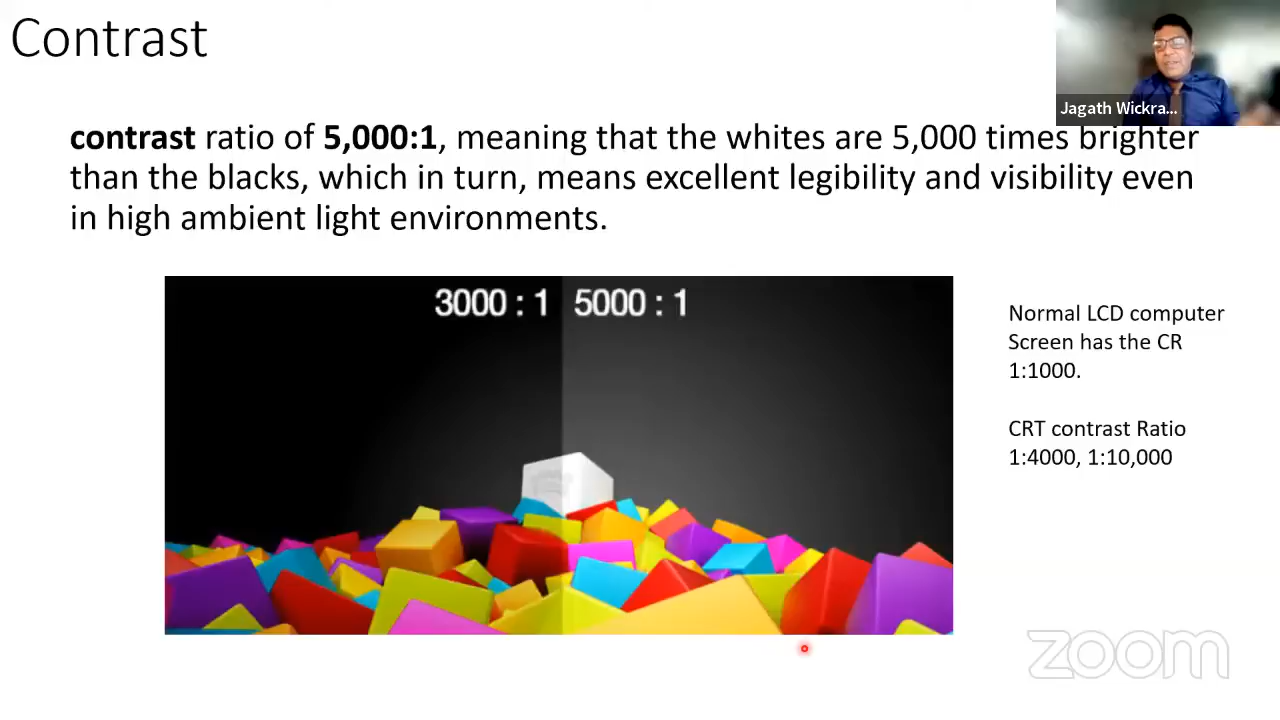 Contrast
Jagath Wickra...
contrast ratio of 5,000:1, meaning that the whites are 5,000 times brighter
than the blacks, which in turn, means excellent legibility and visibility even
in high ambient light environments.
3000 : 1 5000 : 1
Normal LCD computer
Screen has the CR
1:1000.
CRT contrast Ratio
1:4000, 1:10,000
zoom